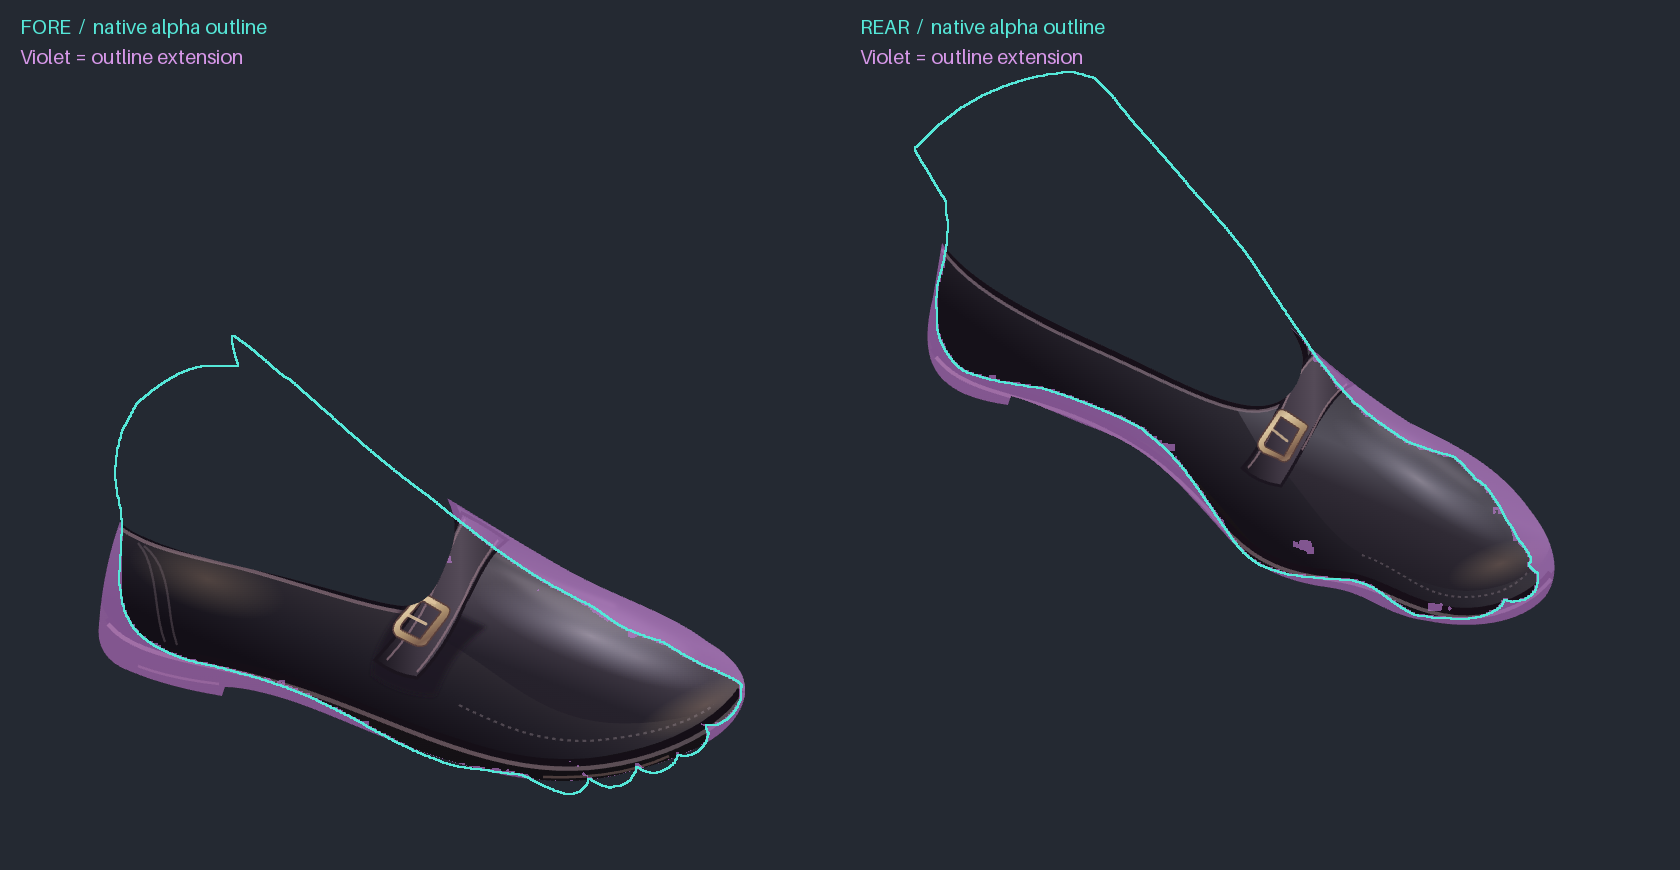 FORE / native alpha outline
Violet = outline extension
REAR / native alpha outline
Violet = outline extension